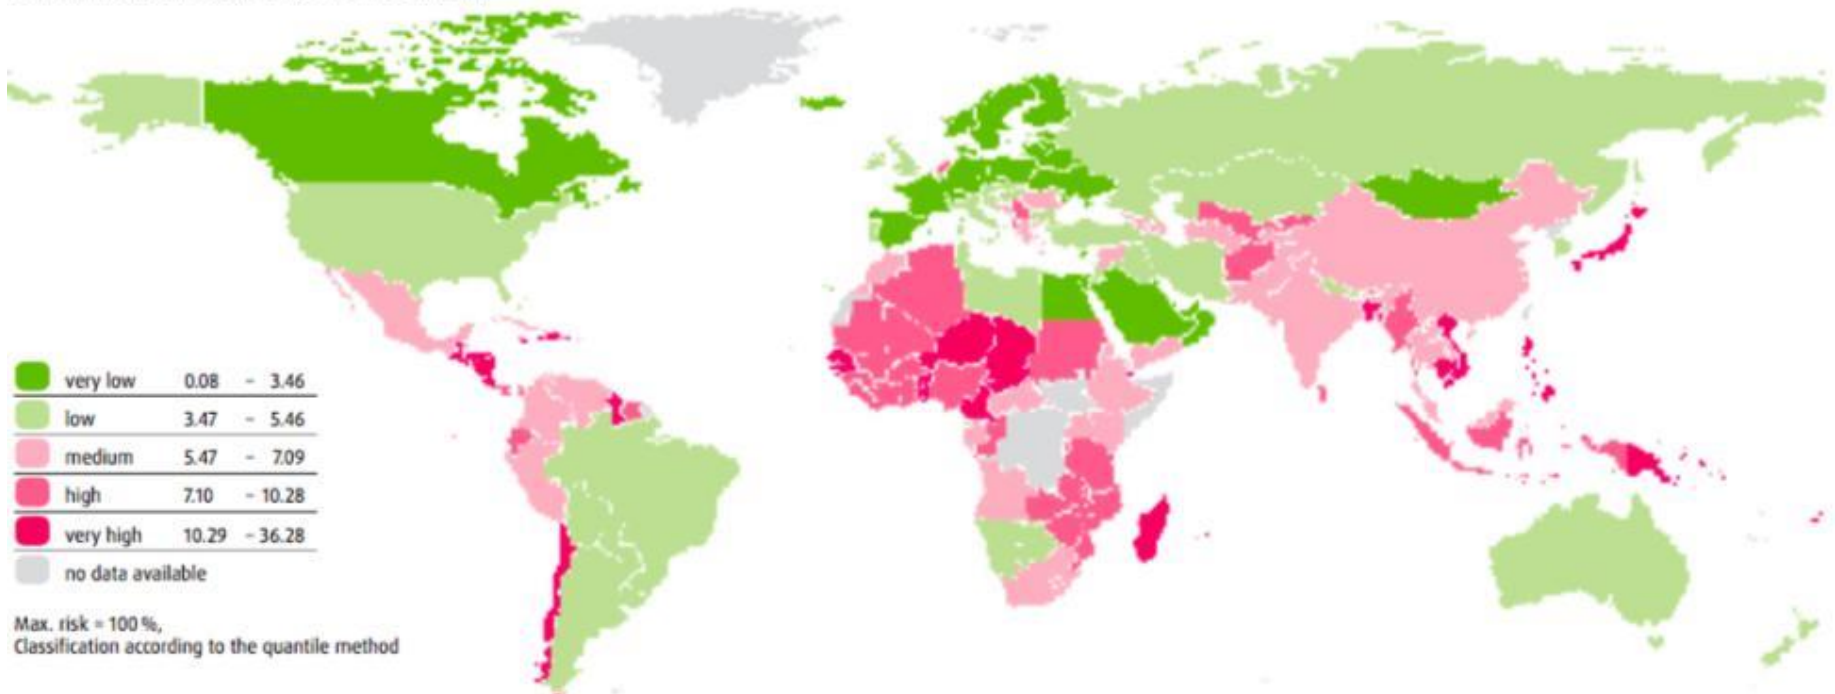 very low 0.08 – 3.46
low 3.47 – 5.46
medium 5.47 – 7.09
high 7.10 – 10.28
very high 10.29 – 36.28
no data available
Max. risk = 100 %,
Classification according to the quantile method